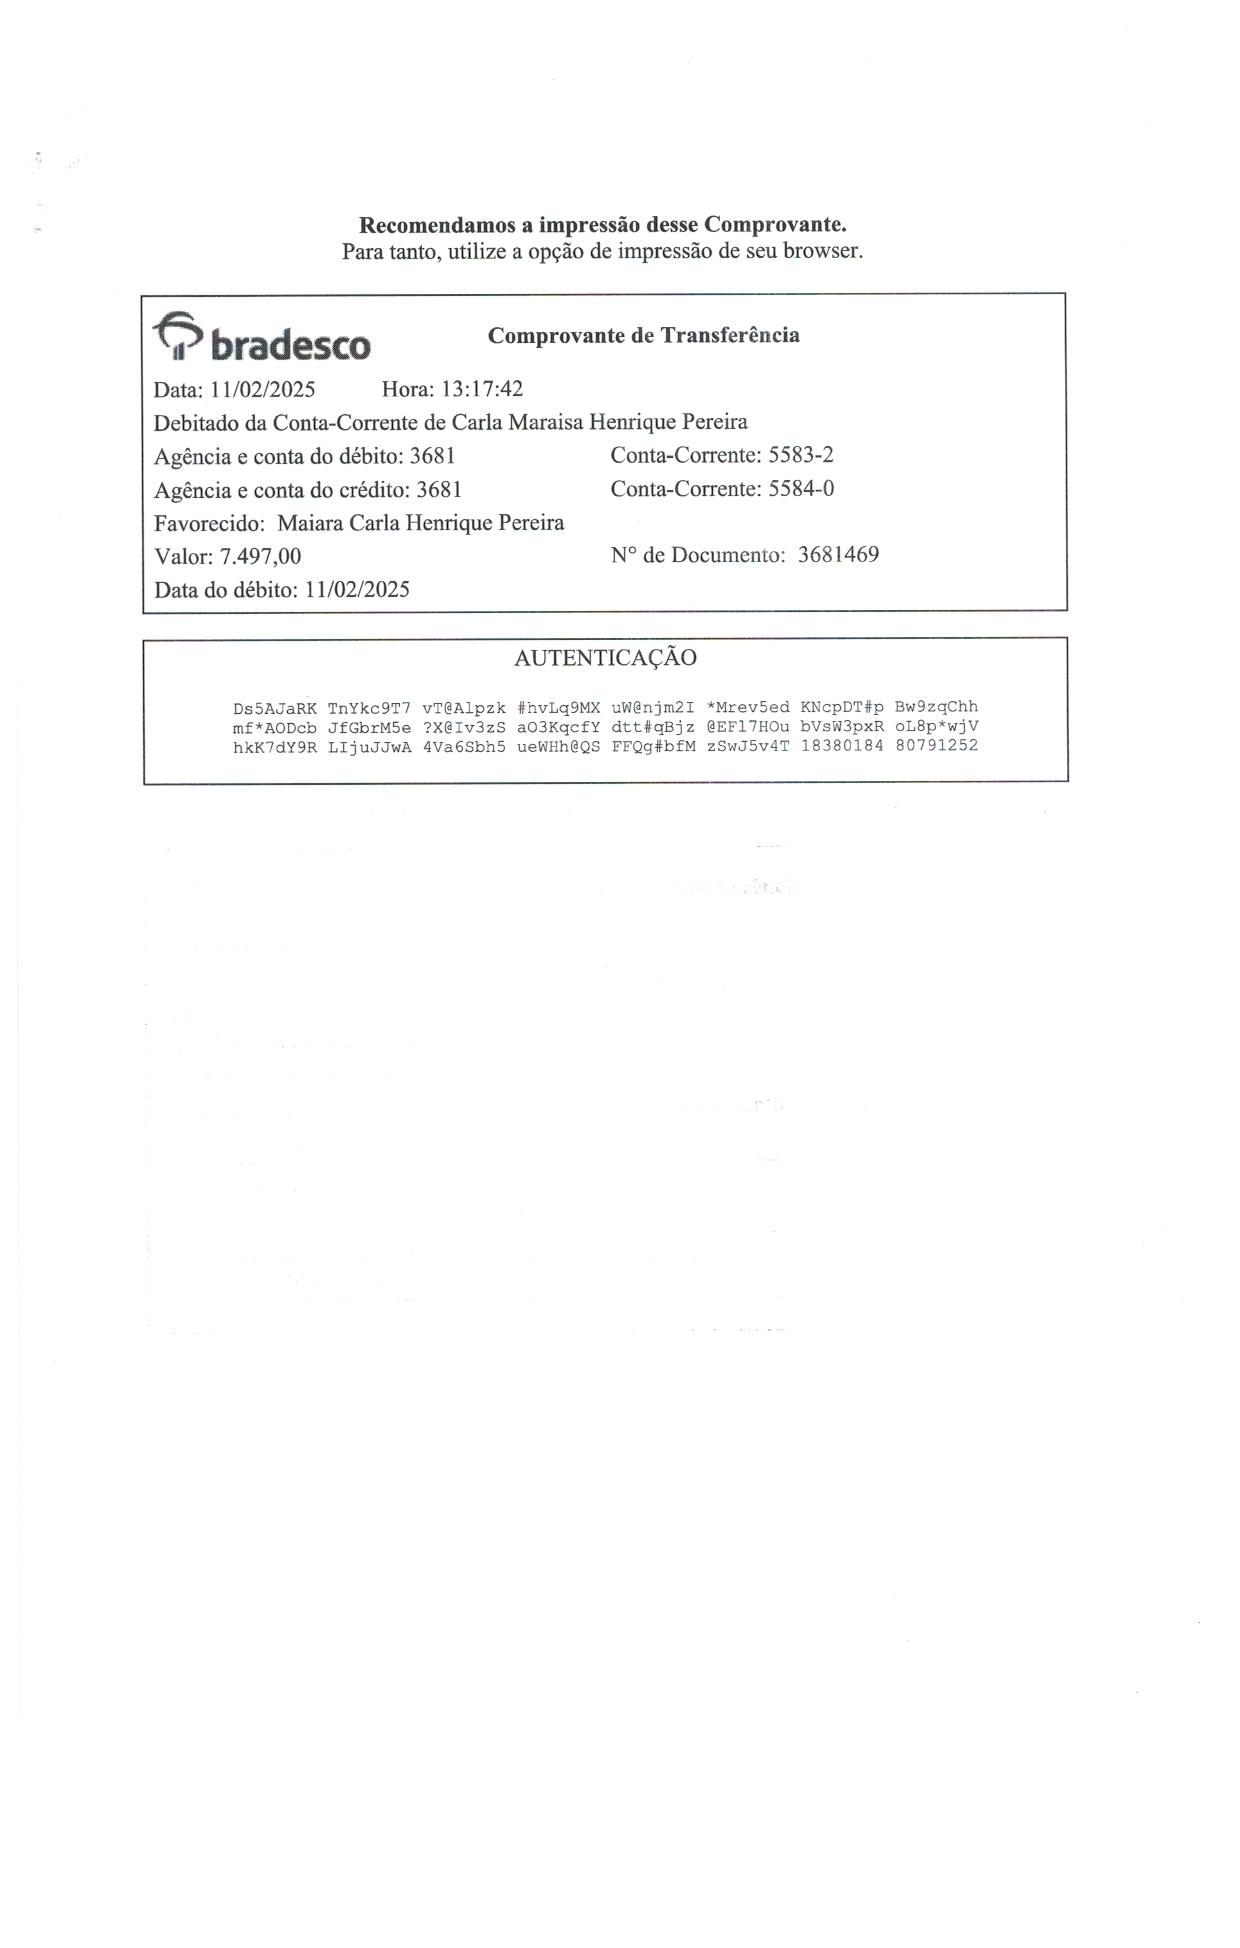 Recomendamos a impressão desse Comprovante.
Para tanto, utilize a opção de impressão de seu browser.
bradesco
Comprovante de Transferência
Data: 11/02/2025 Hora: 13:17:42
Debitado da Conta-Corrente de Carla Maraisa Henrique Pereira
Agência e conta do débito: 3681 Conta-Corrente: 5583-2
Agência e conta do crédito: 3681 Conta-Corrente: 5584-0
Favorecido: Maiara Carla Henrique Pereira
Valor: 7.497,00 N° de Documento: 3681469
Data do débito: 11/02/2025
AUTENTICAÇÃO
Ds5AJaRK TnYkc9T7 vT@Alpzk #hvLq9MX uW@njm2I *Mrev5ed KNcpDT#p Bw9zqChh
mf*AODcb JfGbrM5e ?X@Iv3zS aO3KqcfY dtt#qBjz @EFl7HOu bVsW3pxR oL8p*wjV
hkK7dY9R LIjuJJwA 4Va6Sbh5 ueWHh@QS FFQg#bfM zSwJ5v4T 18380184 80791252